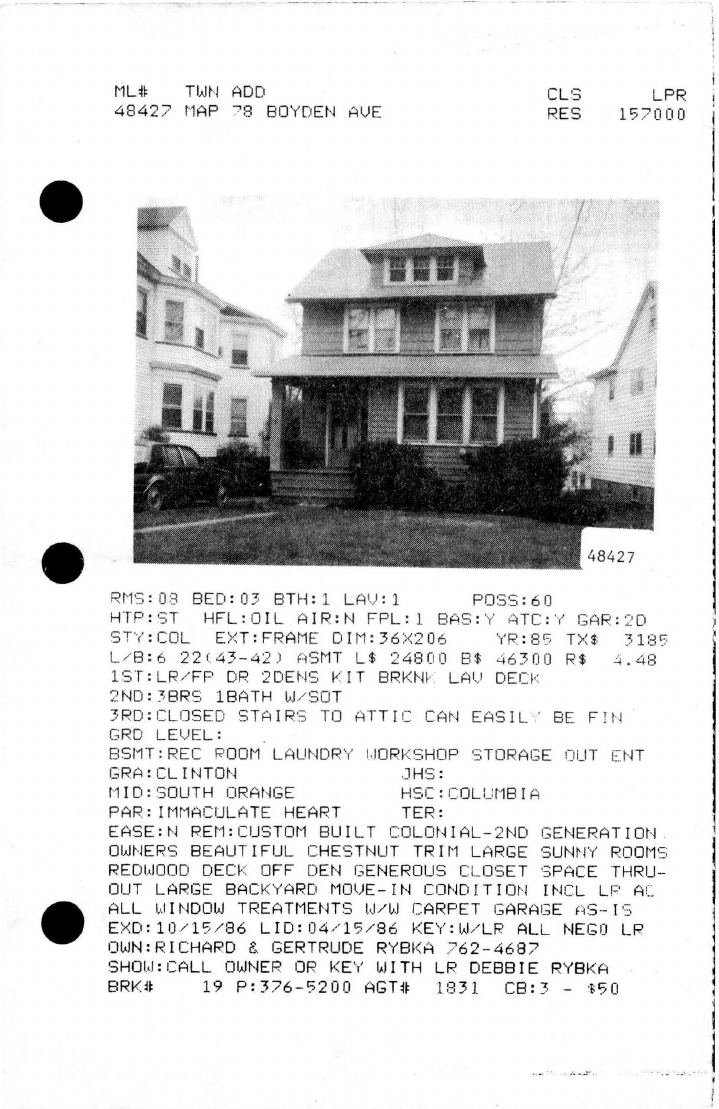 ML# TWN ADD CLS LPR
48427 MAP 78 BOYDEN AVE RES 157000
48427
RMS:08 BED:03 BTH:1 LAV:1 POSS:60
HTP:ST HFL:OIL AIR:N FPL:1 BAS:Y ATC:Y GAR:2D
STY:COL EXT:FRAME DIM:36X206 YR:85 TX$ 3185
L/B:6 22(43-42) ASMT L$ 24800 B$ 46300 R$ 4.48
1ST:LR/FP DR 2DENS KIT BRKNK LAV DECK
2ND:3BRS 1BATH W/SOT
3RD:CLOSED STAIRS TO ATTIC CAN EASILY BE FIN
GRD LEVEL:
BSMT:REC ROOM LAUNDRY WORKSHOP STORAGE OUT ENT
GRA:CLINTON JHS:
MID:SOUTH ORANGE HSC:COLUMBIA
PAR:IMMACULATE HEART TER:
EASE:N REM:CUSTOM BUILT COLONIAL-2ND GENERATION
OWNERS BEAUTIFUL CHESTNUT TRIM LARGE SUNNY ROOMS
REDWOOD DECK OFF DEN GENEROUS CLOSET SPACE THRU-
OUT LARGE BACKYARD MOVE-IN CONDITION INCL LR AC
ALL WINDOW TREATMENTS W/W CARPET GARAGE AS-IS
EXD:10/15/86 LID:04/15/86 KEY:W/LR ALL NEGO LR
OWN:RICHARD & GERTRUDE RYBKA 762-4687
SHOW:CALL OWNER OR KEY WITH LR DEBBIE RYBKA
BRK# 19 P:376-5200 AGT# 1831 CB:3 - $50